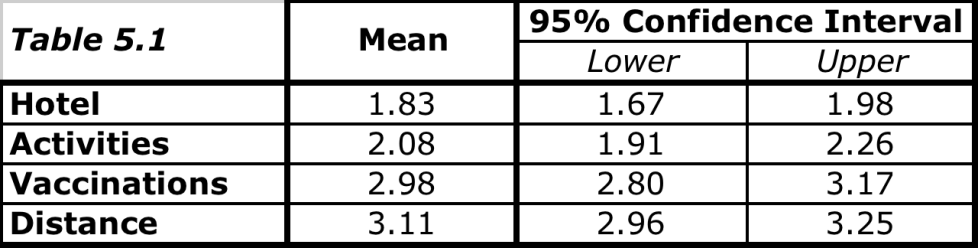 Table 5.1 Mean 95% Confidence Interval
Lower Upper
Hotel 1.83 1.67 1.98
Activities 2.08 1.91 2.26
Vaccinations 2.98 2.80 3.17
Distance 3.11 2.96 3.25